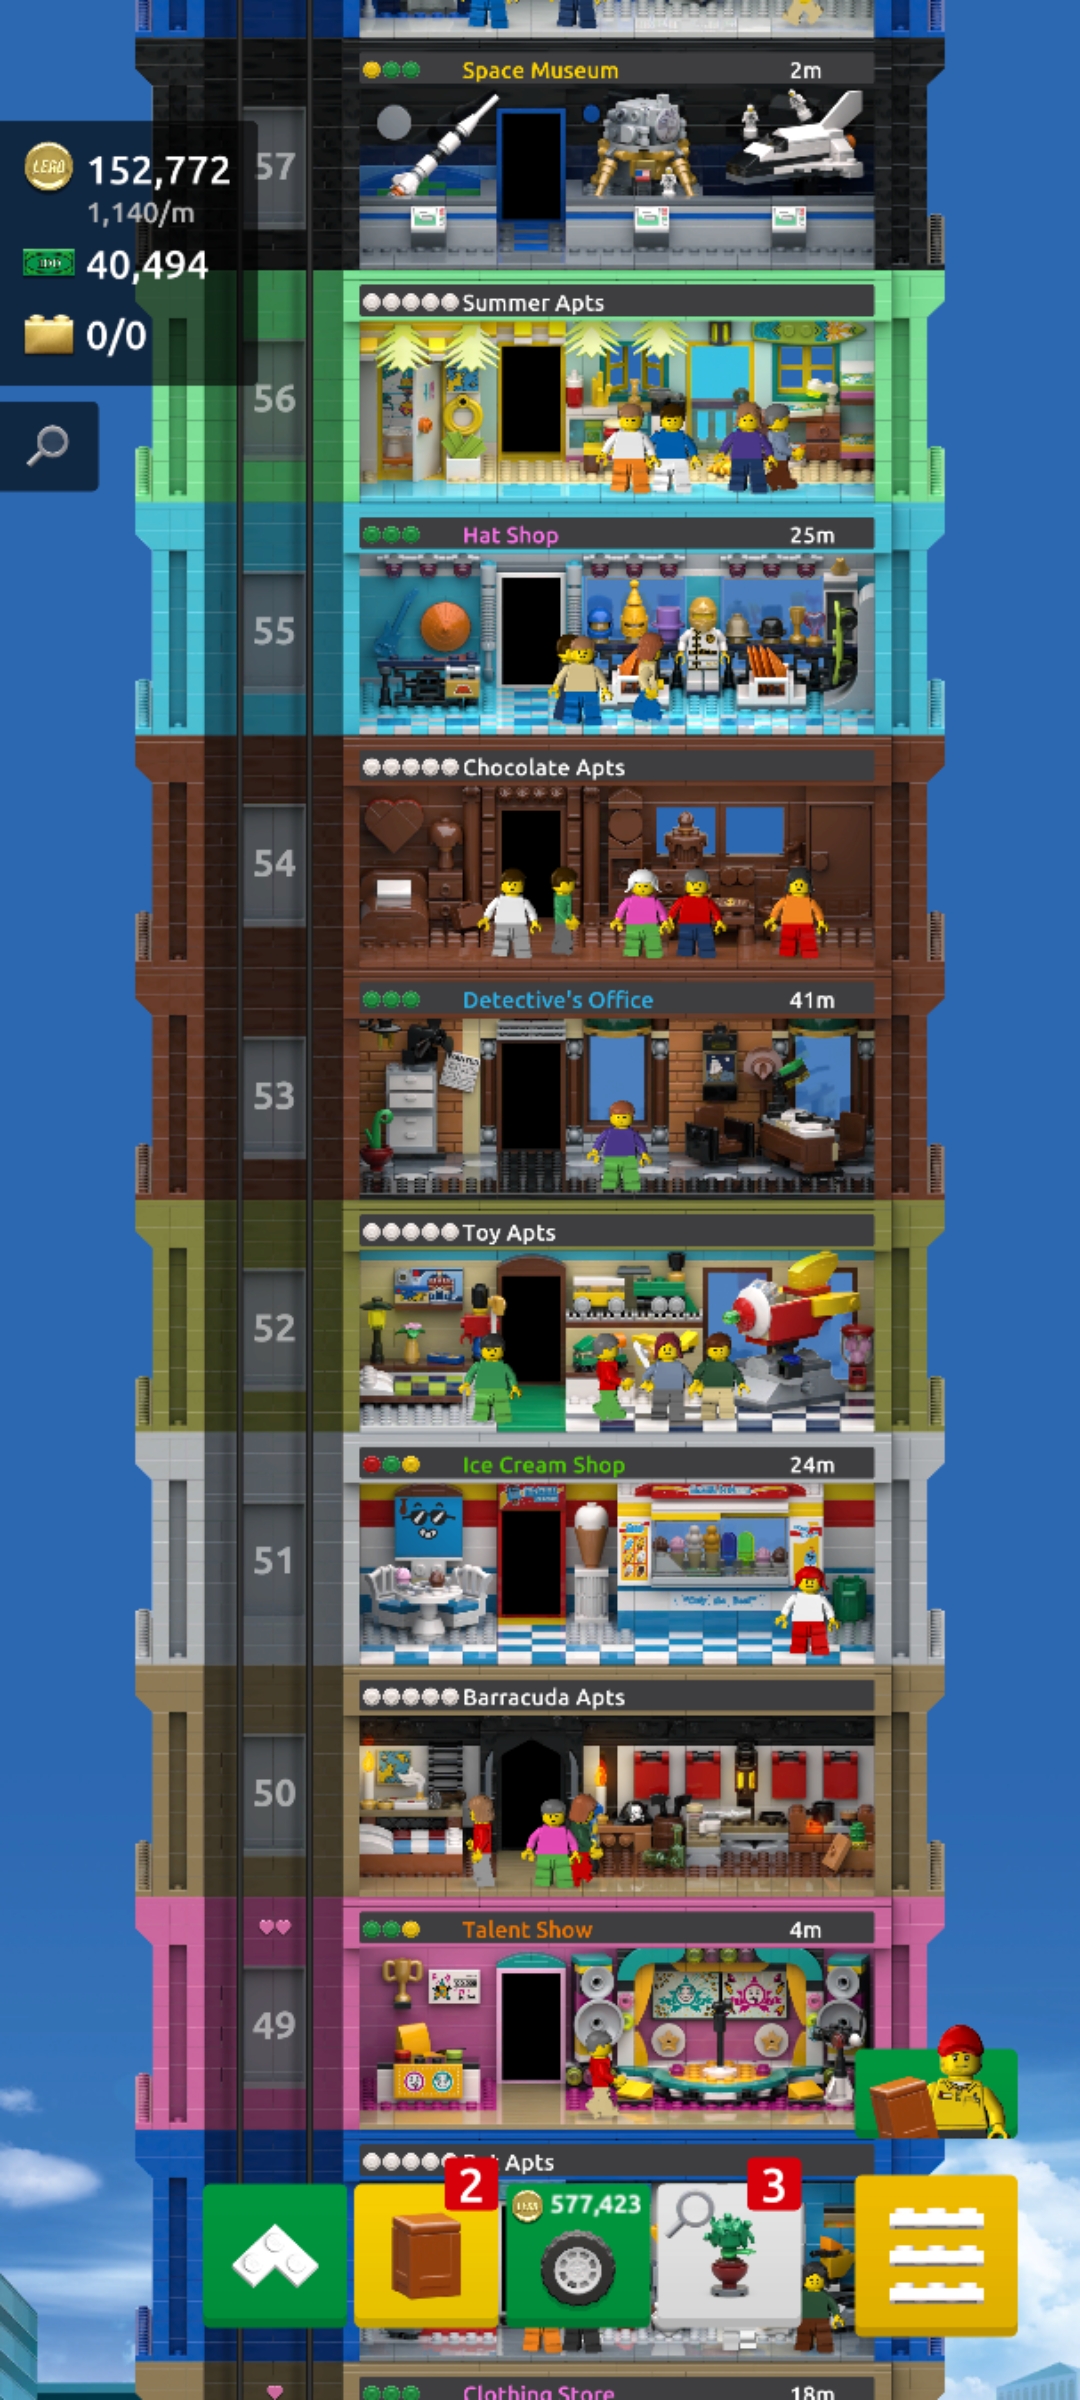 Space Museum 2m
57
LEGO 152,772
1,140/m
40,494
0/0
Summer Apts
56
Hat Shop 25m
55
Chocolate Apts
54
Detective's Office 41m
53
WANTED
Toy Apts
52
Ice Cream Shop 24m
51
Barracuda Apts
50
Talent Show 4m
49
Apts
2
577,423
3
Clothing Store 18m